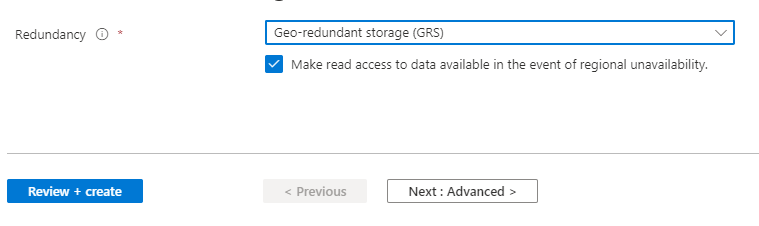 Redundancy ⓘ * Geo-redundant storage (GRS)
Make read access to data available in the event of regional unavailability.
Review + create < Previous Next : Advanced >